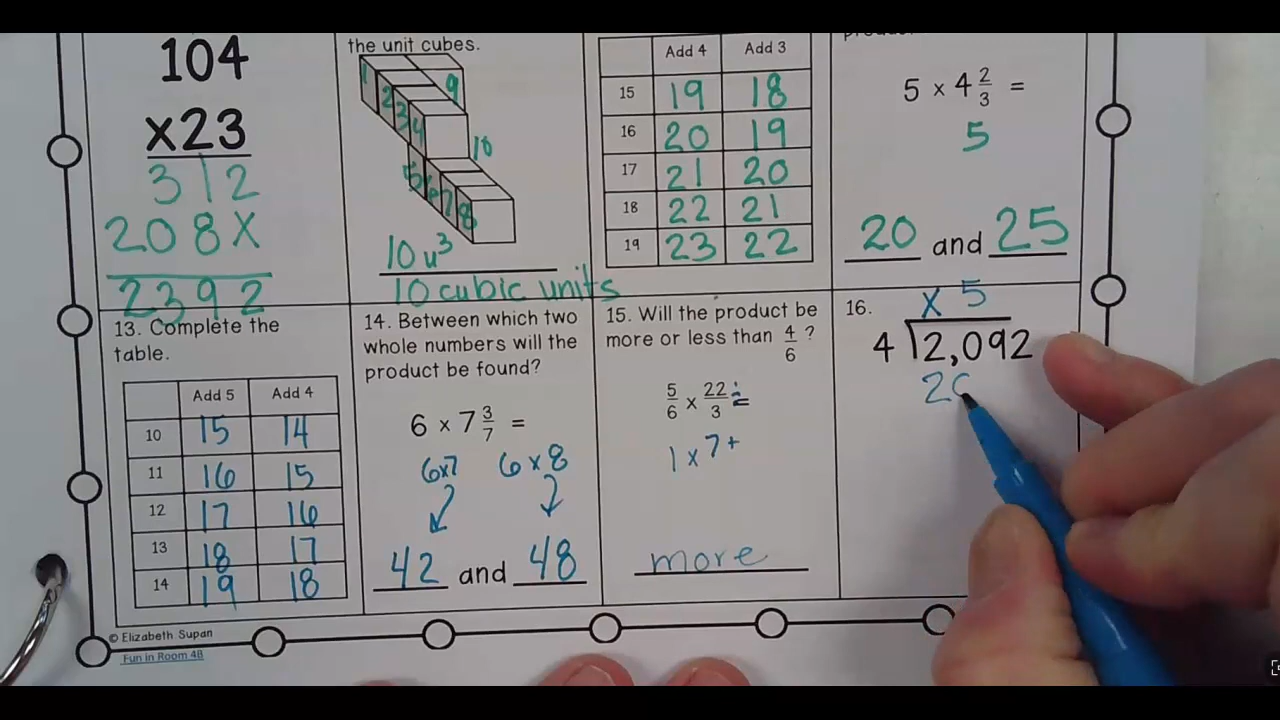 104
x23
312
208X
2392
the unit cubes.
1
2
3
4
5
6
7
8
9
10
10 u³
10 cubic units
Add 4 Add 3
15 19 18
16 20 19
17 21 20
18 22 21
19 23 22
5 × 4 2/3 =
5
20 and 25
13. Complete the
table.
Add 5 Add 4
10 15 14
11 16 15
12 17 16
13 18 17
14 19 18
14. Between which two
whole numbers will the
product be found?
6 × 7 3/7 =
6x7 6 x 8
42 and 48
15. Will the product be
more or less than 4/6 ?
5/6 × 22/3 =
1 x 7+
more
16.
X 5
4 2,092
20
© Elizabeth Supan
Fun in Room 4B